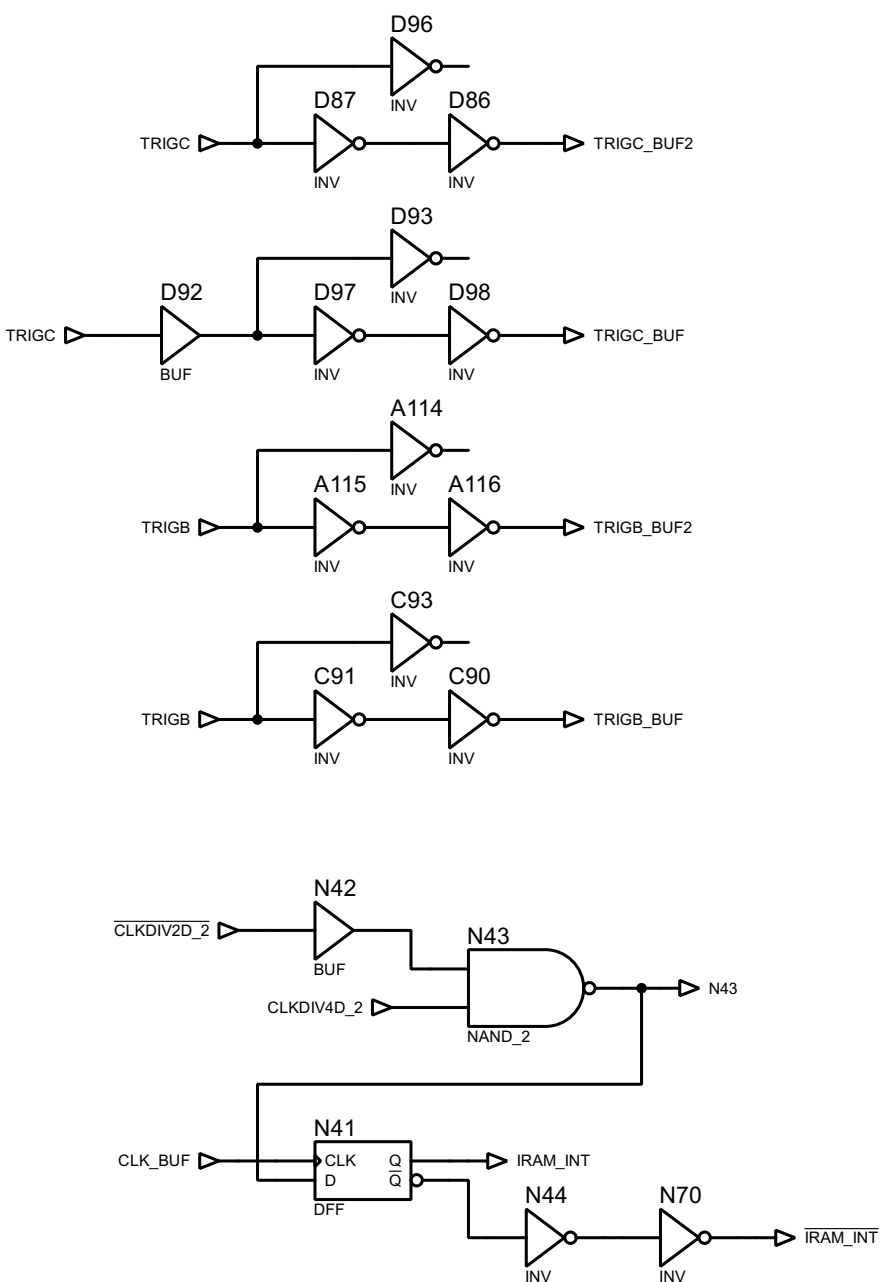 D96
INV
D87 D86
TRIGC TRIGC_BUF2
INV INV
D93
INV
D92 D97 D98
TRIGC TRIGC_BUF
BUF INV INV
A114
INV
A115 A116
TRIGB TRIGB_BUF2
INV INV
C93
INV
C91 C90
TRIGB TRIGB_BUF
INV INV
N42
CLKDIV2D_2
BUF
N43
N43
CLKDIV4D_2
NAND_2
N41
CLK_BUF CLK Q IRAM_INT
D Q
DFF
N44 N70
IRAM_INT
INV INV